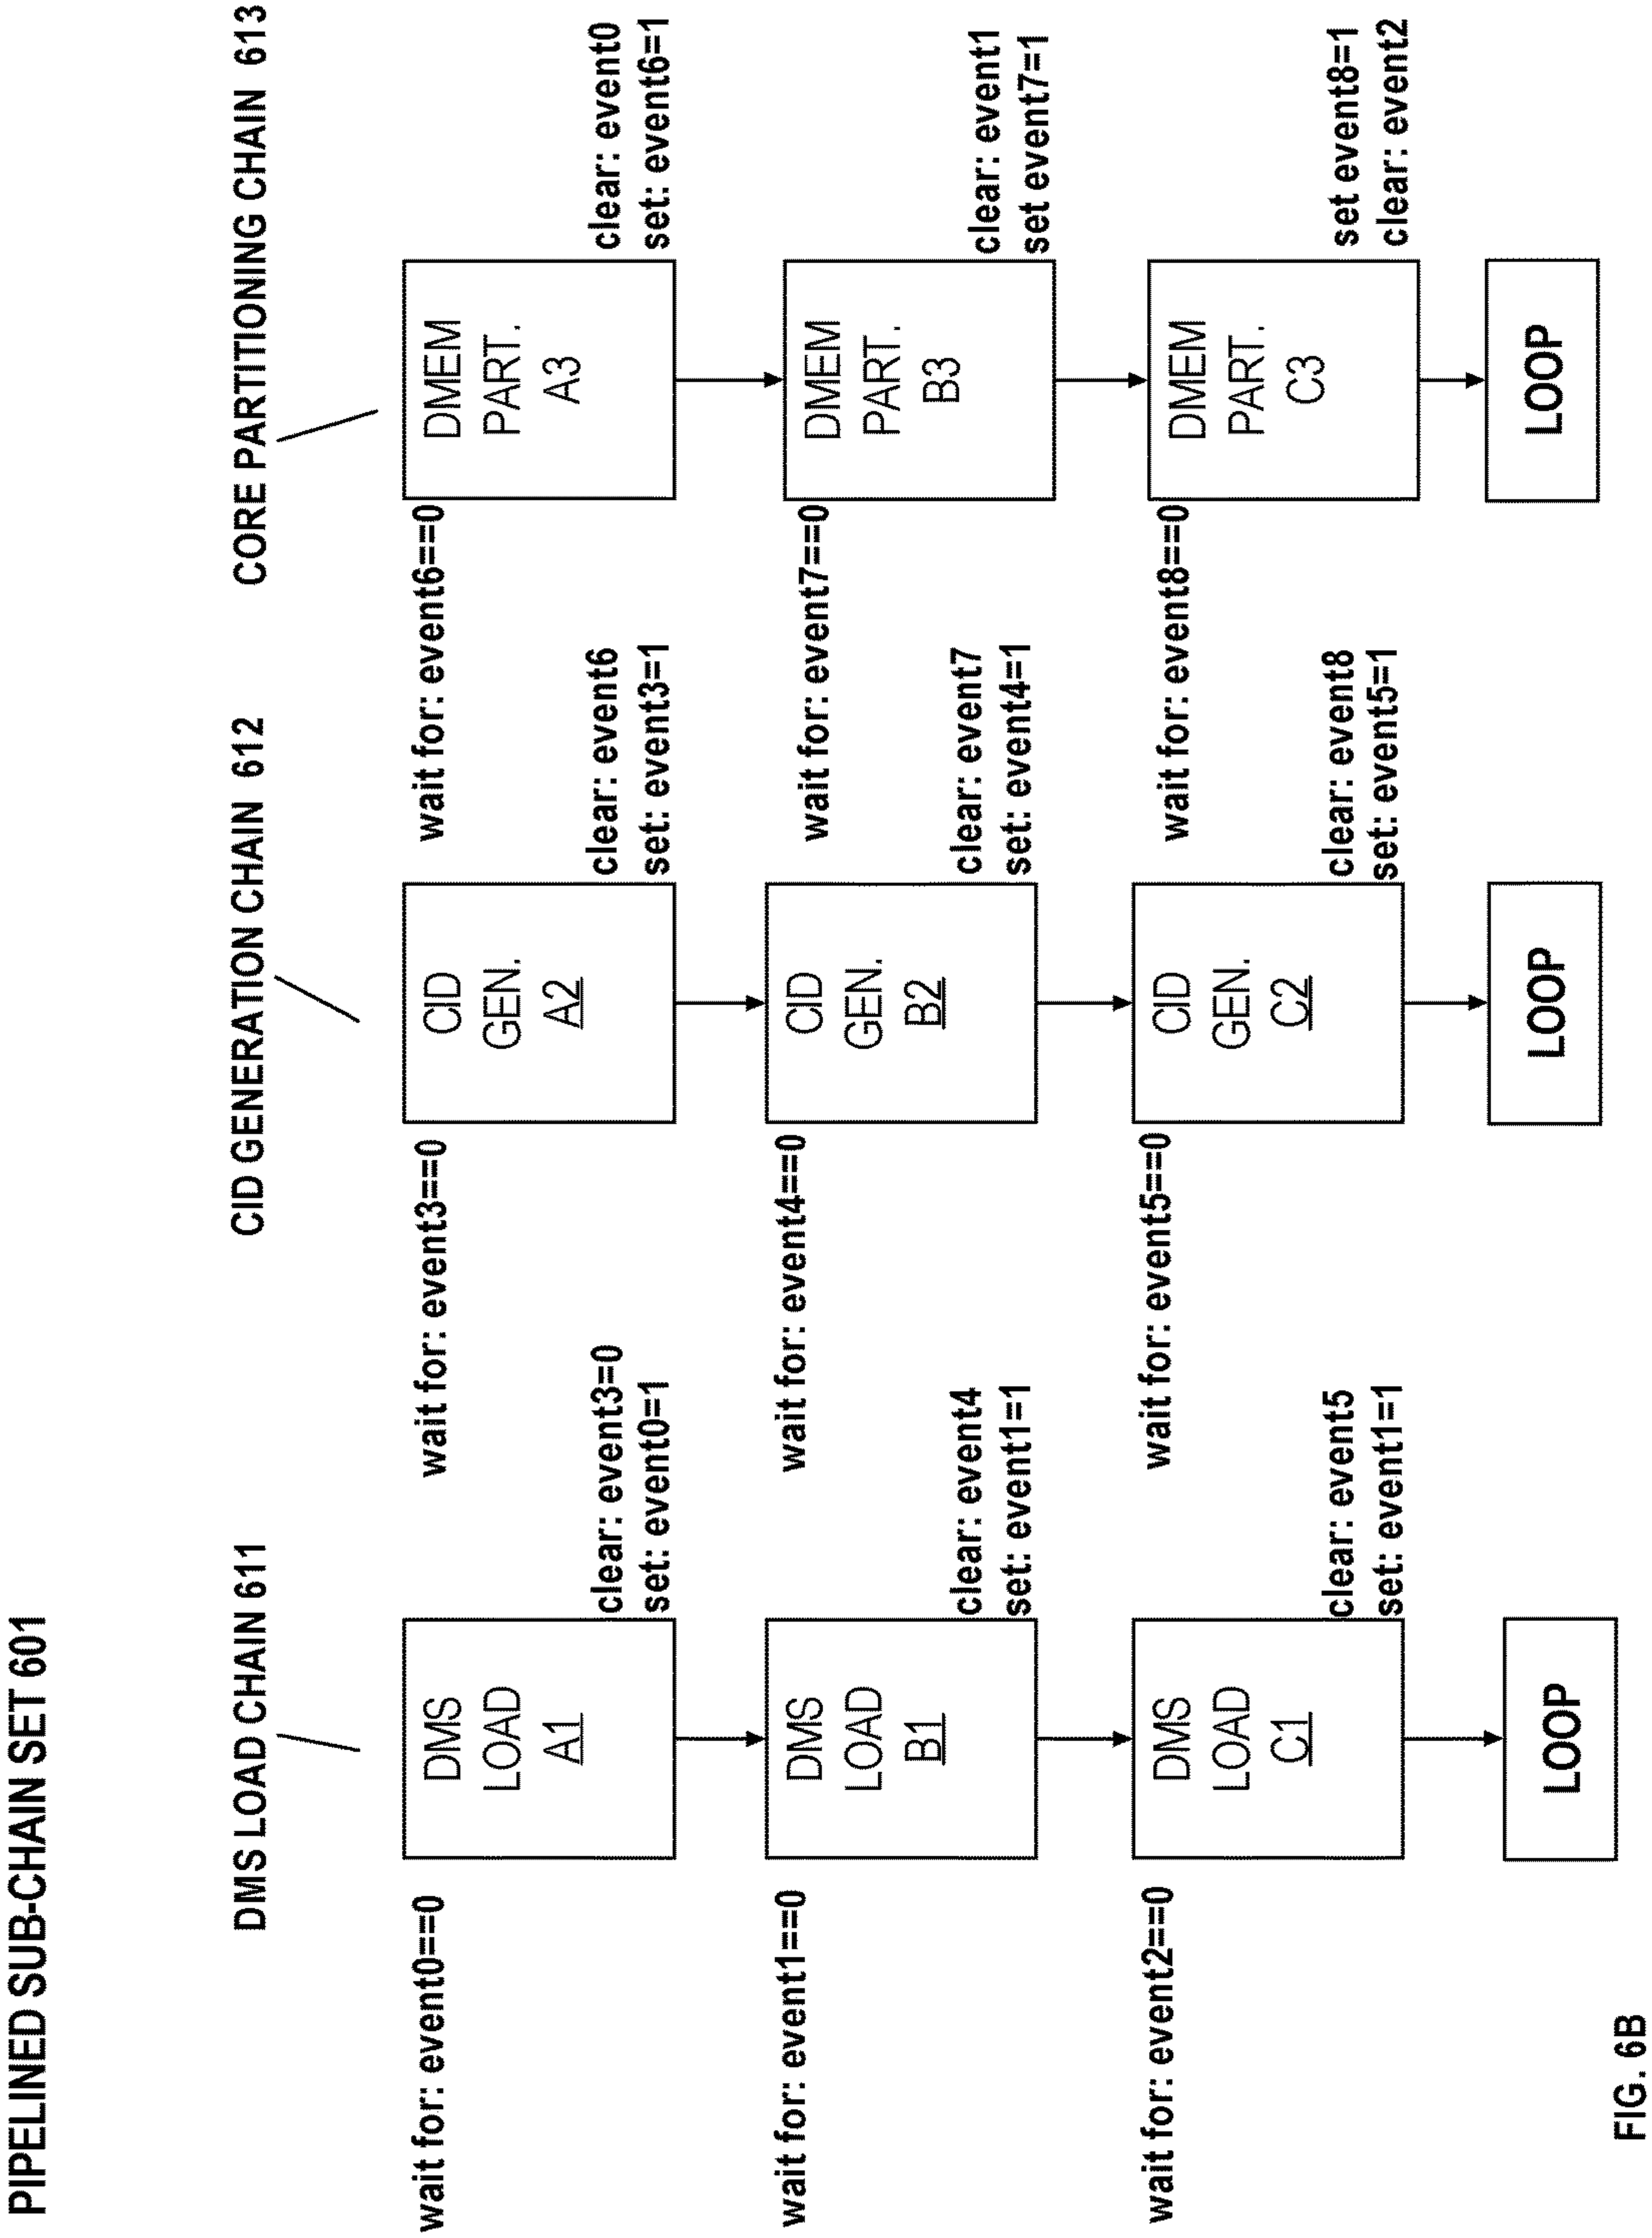 PIPELINED SUB-CHAIN SET 601
DMS LOAD CHAIN 611
wait for: event0==0
DMS
LOAD
A1
clear: event3=0
set: event0=1
wait for: event1==0
DMS
LOAD
B1
clear: event4
set: event1=1
wait for: event2==0
DMS
LOAD
C1
clear: event5
set: event1=1
LOOP
CID GENERATION CHAIN 612
wait for: event3==0
CID
GEN.
A2
clear: event6
set: event3=1
wait for: event4==0
CID
GEN.
B2
clear: event7
set: event4=1
wait for: event5==0
CID
GEN.
C2
clear: event8
set: event5=1
LOOP
CORE PARTITIONING CHAIN 613
wait for: event6==0
DMEM
PART.
A3
clear: event0
set: event6=1
wait for: event7==0
DMEM
PART.
B3
clear: event1
set event7=1
wait for: event8==0
DMEM
PART.
C3
set event8=1
clear: event2
LOOP
FIG. 6B